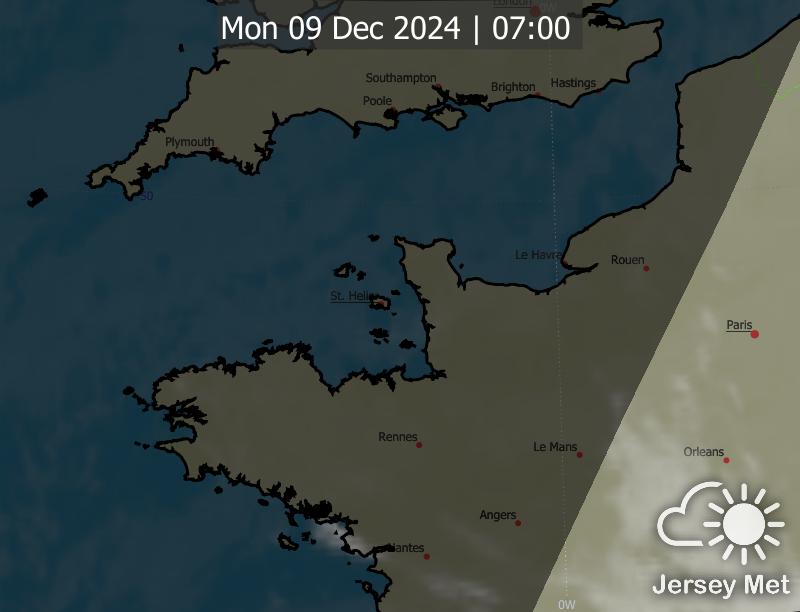 London
0W
Mon 09 Dec 2024 | 07:00
Southampton
Brighton
Hastings
Poole
Plymouth
50
Le Havre
Rouen
St. Helier
Paris
Rennes
Le Mans
Orleans
Angers
Nantes
Jersey Met
0W